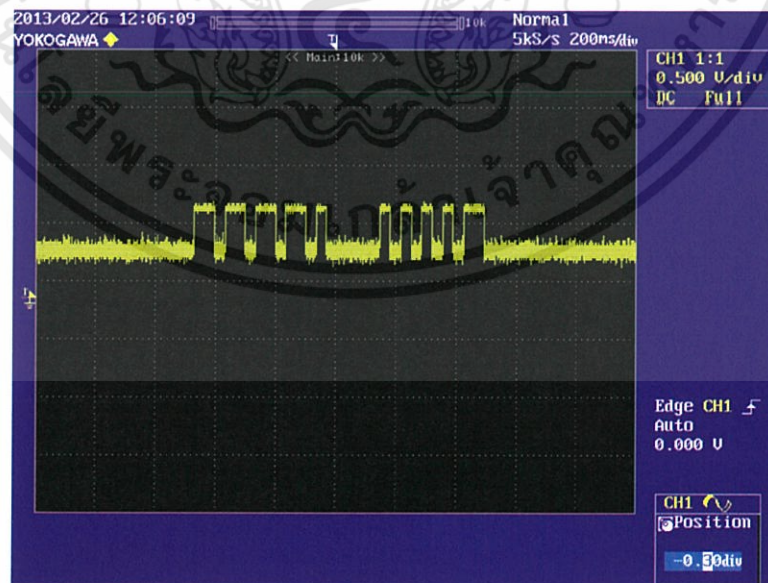 2013/02/26 12:06:09
10k
Normal
YOKOGAWA
5kS/s 200ms/div
<< Main:10k >>
CH1 1:1
0.500 V/div
DC Full
Edge CH1
Auto
0.000 V
CH1
Position
-0.30div